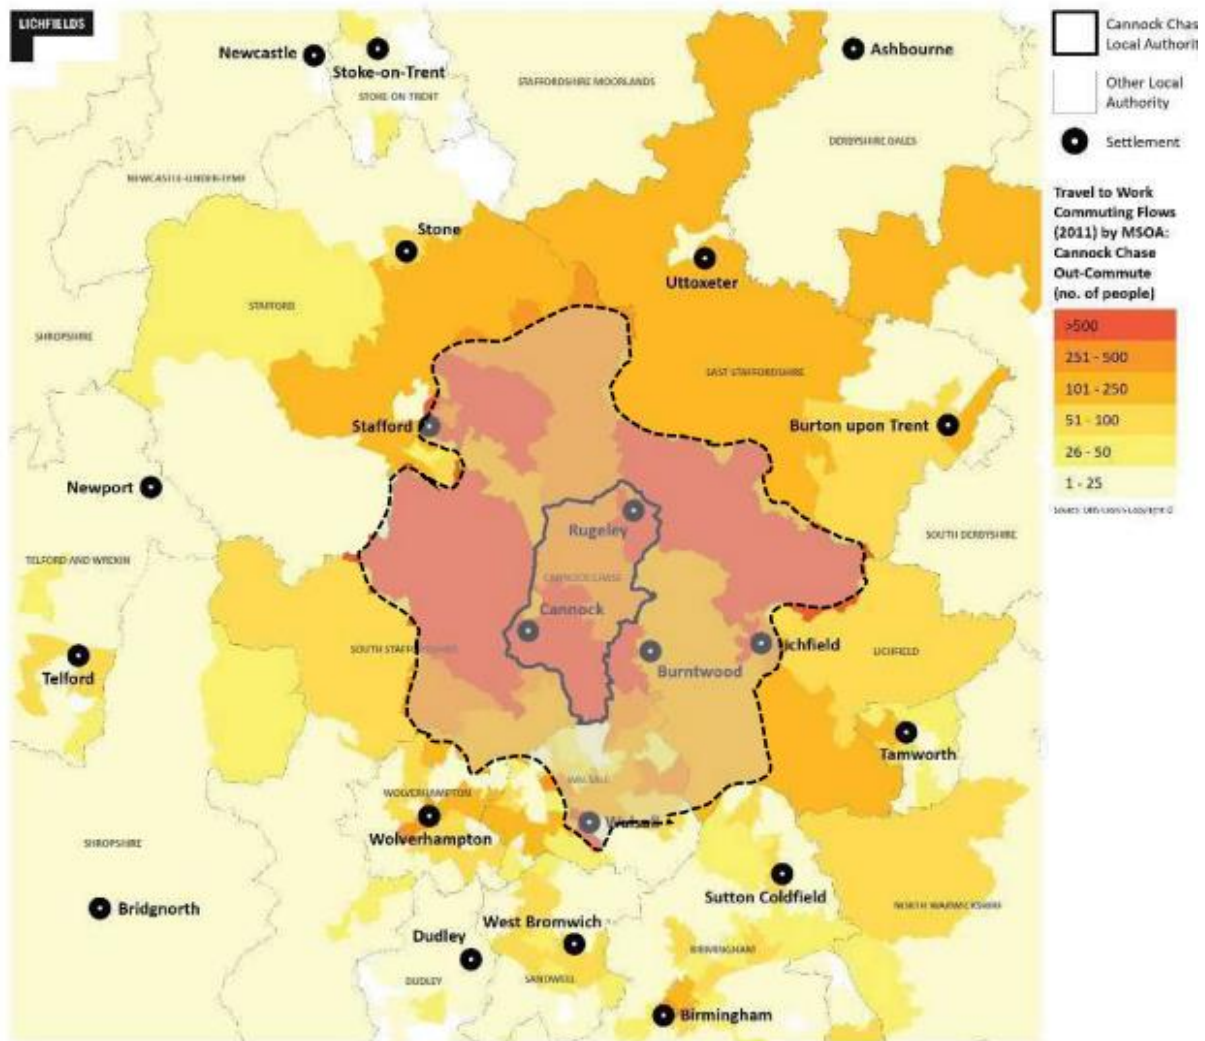 LICHFIELDS
Newcastle
Stoke-on-Trent
STOKE-ON-TRENT
STAFFORDSHIRE MOORLANDS
Ashbourne
DERBYSHIRE DALES
NEWCASTLE-UNDER-LYME
Stone
Uttoxeter
STAFFORD
SHROPSHIRE
EAST STAFFORDSHIRE
Stafford
Burton upon Trent
Newport
Rugeley
SOUTH DERBYSHIRE
TELFORD AND WREKIN
CANNOCK CHASE
Cannock
SOUTH STAFFORDSHIRE
ichfield
LICHFIELD
Telford
Burntwood
Tamworth
WALSALL
WOLVERHAMPTON
Walsall
Wolverhampton
SHROPSHIRE
Sutton Coldfield
NORTH WARWICKSHIRE
Bridgnorth
West Bromwich
Dudley
BIRMINGHAM
DUDLEY
SANDWELL
Birmingham
Cannock Chas
Local Authorit
Other Local
Authority
Settlement
Travel to Work
Commuting Flows
(2011) by MSOA:
Cannock Chase
Out-Commute
(no. of people)
>500
251 - 500
101 - 250
51 - 100
26 - 50
1 - 25